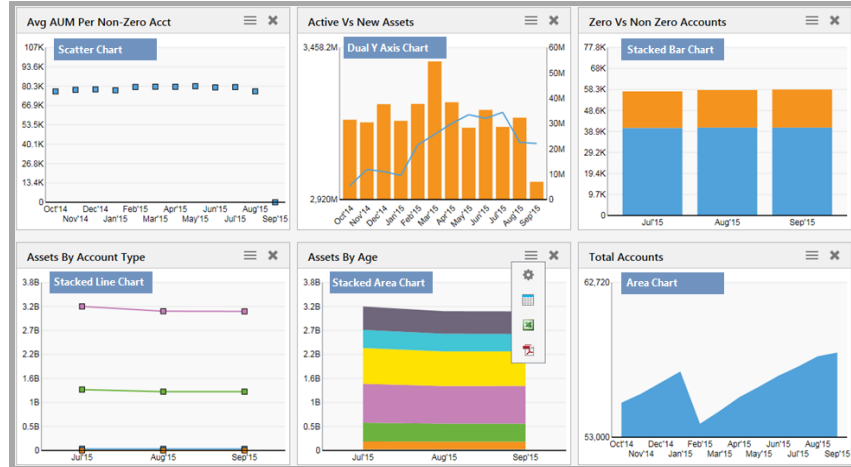 Avg AUM Per Non-Zero Acct
Scatter Chart
107K
93.6K
80.3K
66.9K
53.5K
40.1K
26.8K
13.4K
0
Oct'14 Dec'14 Feb'15 Apr'15 Jun'15 Aug'15
Nov'14 Jan'15 Mar'15 May'15 Jul'15 Sep'15
Active Vs New Assets
Dual Y Axis Chart
3,458.2M
2,920M
60M
50M
40M
30M
20M
10M
0
Oct'14 Nov'14 Dec'14 Jan'15 Feb'15 Mar'15 Apr'15 May'15 Jun'15 Jul'15 Aug'15 Sep'15
Zero Vs Non Zero Accounts
Stacked Bar Chart
77.8K
68K
58.3K
48.6K
38.9K
29.2K
19.4K
9.7K
0
Jul'15 Aug'15 Sep'15
Assets By Account Type
Stacked Line Chart
3.8B
3.2B
2.7B
2.2B
1.6B
1B
0.5B
0
Jul'15 Aug'15 Sep'15
Assets By Age
Stacked Area Chart
3.8B
3.2B
2.7B
2.2B
1.6B
1B
0.5B
0
Jul'15 Aug'15 Sep'15
Total Accounts
Area Chart
62,720
53,000
Oct'14 Dec'14 Feb'15 Apr'15 Jun'15 Aug'15
Nov'14 Jan'15 Mar'15 May'15 Jul'15 Sep'15